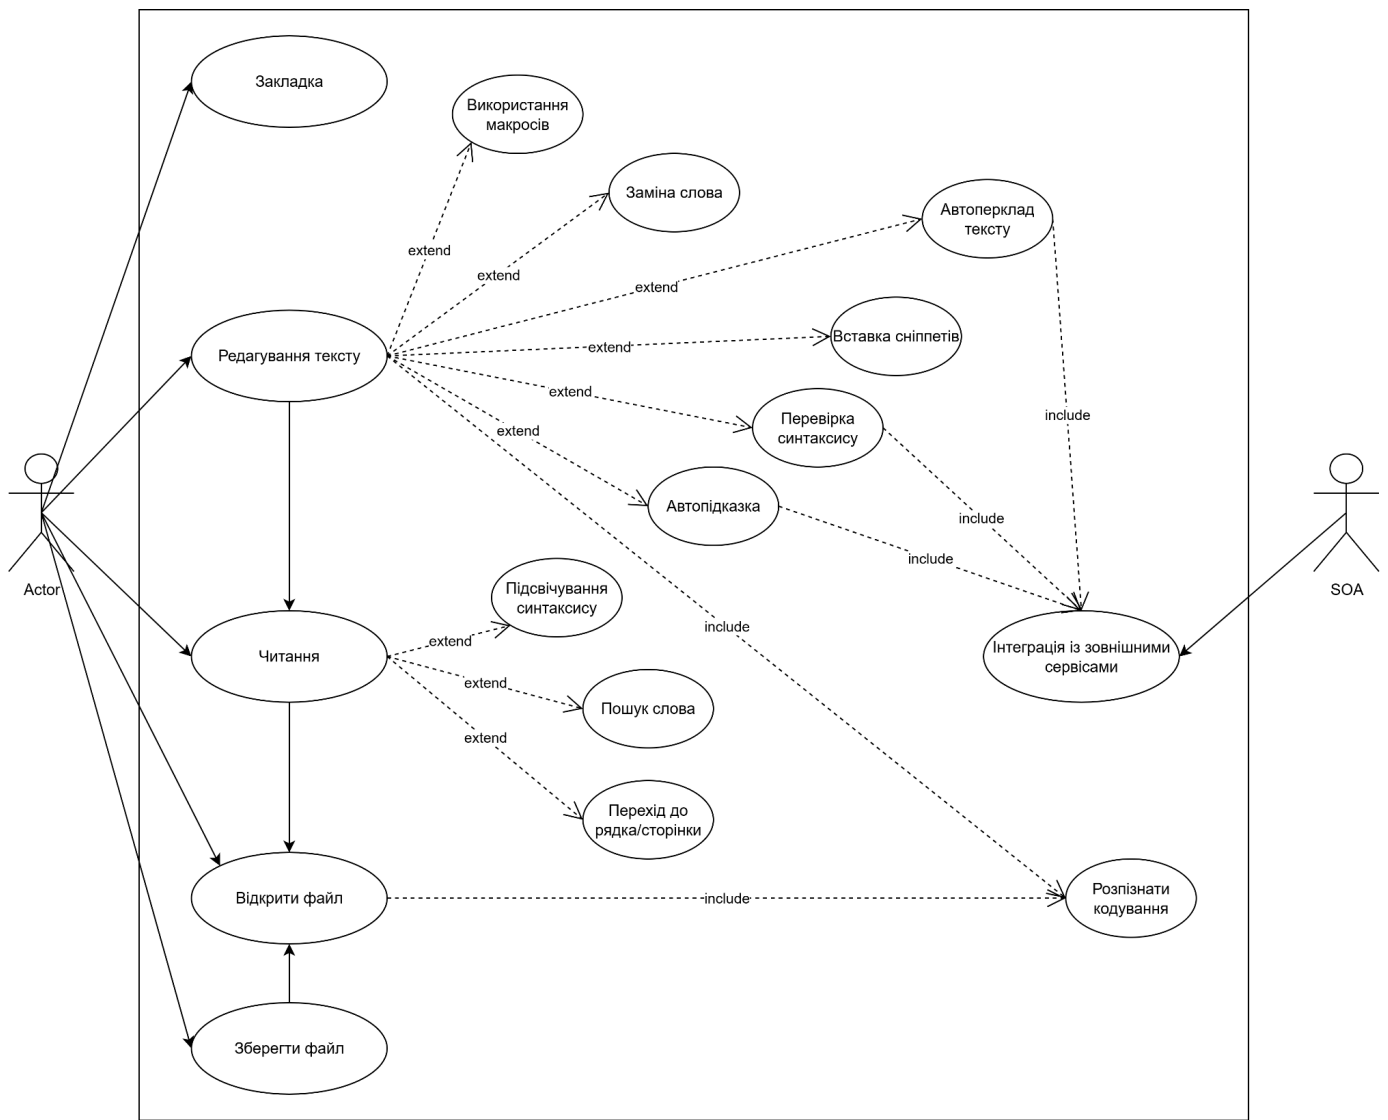 Закладка
Використання
макросів
Заміна слова
Автоперклад
тексту
extend
extend
extend
Вставка сніппетів
extend
Редагування тексту
extend
Перевірка
синтаксису
include
extend
Автопідказка
include
include
Actor
SOA
Підсвічування
синтаксису
include
extend
Читання
Інтеграція із зовнішними
сервісами
extend
Пошук слова
extend
Перехід до
рядка/сторінки
Відкрити файл
include
Розпізнати
кодування
Зберегти файл